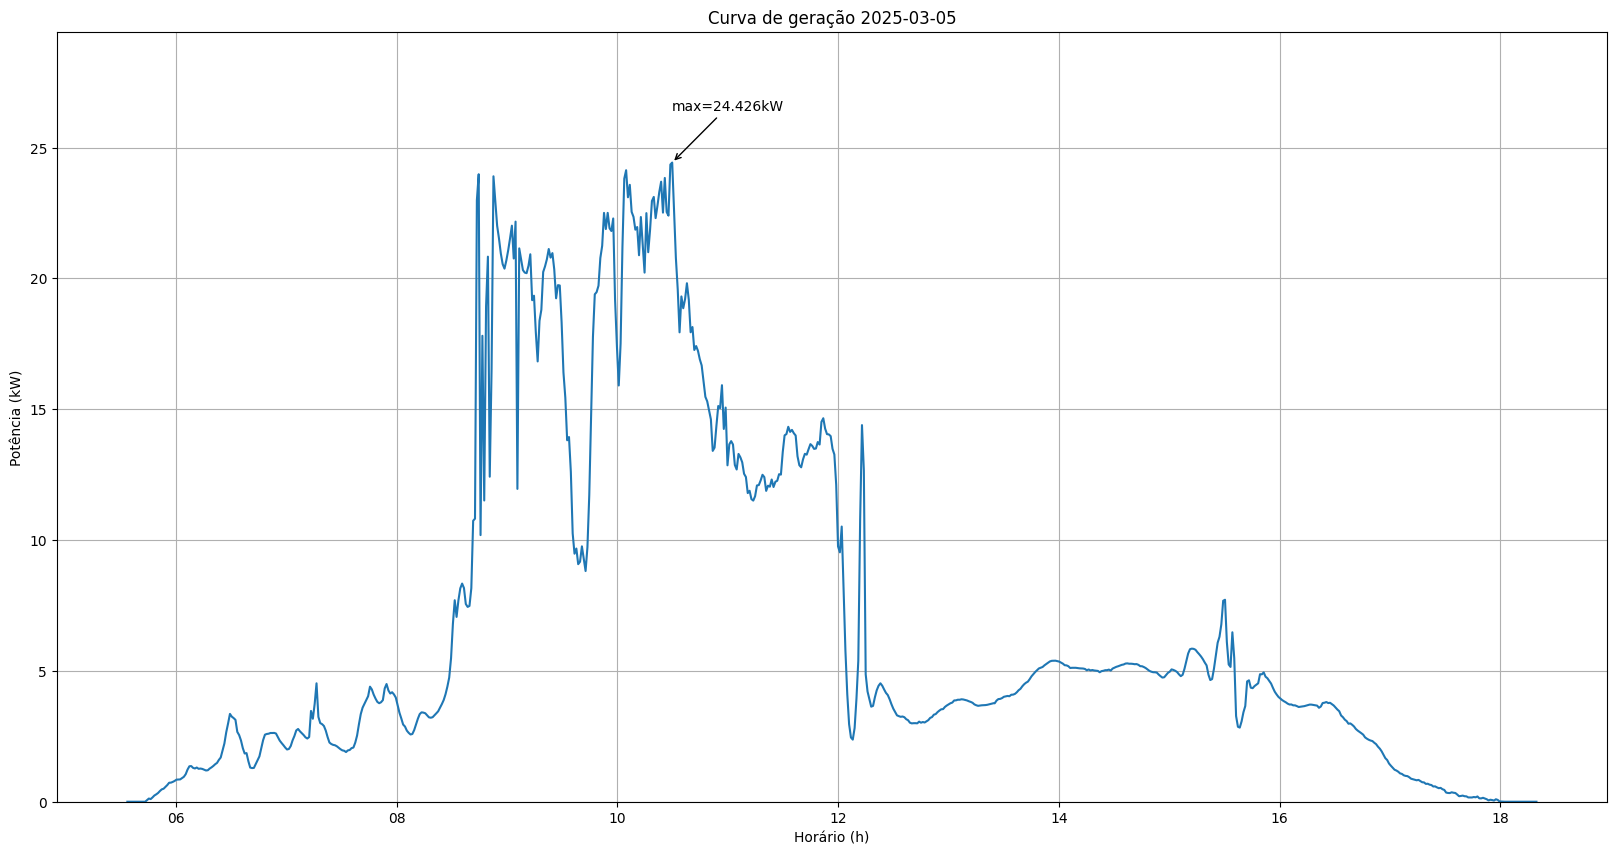 Curva de geração 2025-03-05
max=24.426kW
25
20
15
10
5
0
Potência (kW)
06 08 10 12 14 16 18
Horário (h)